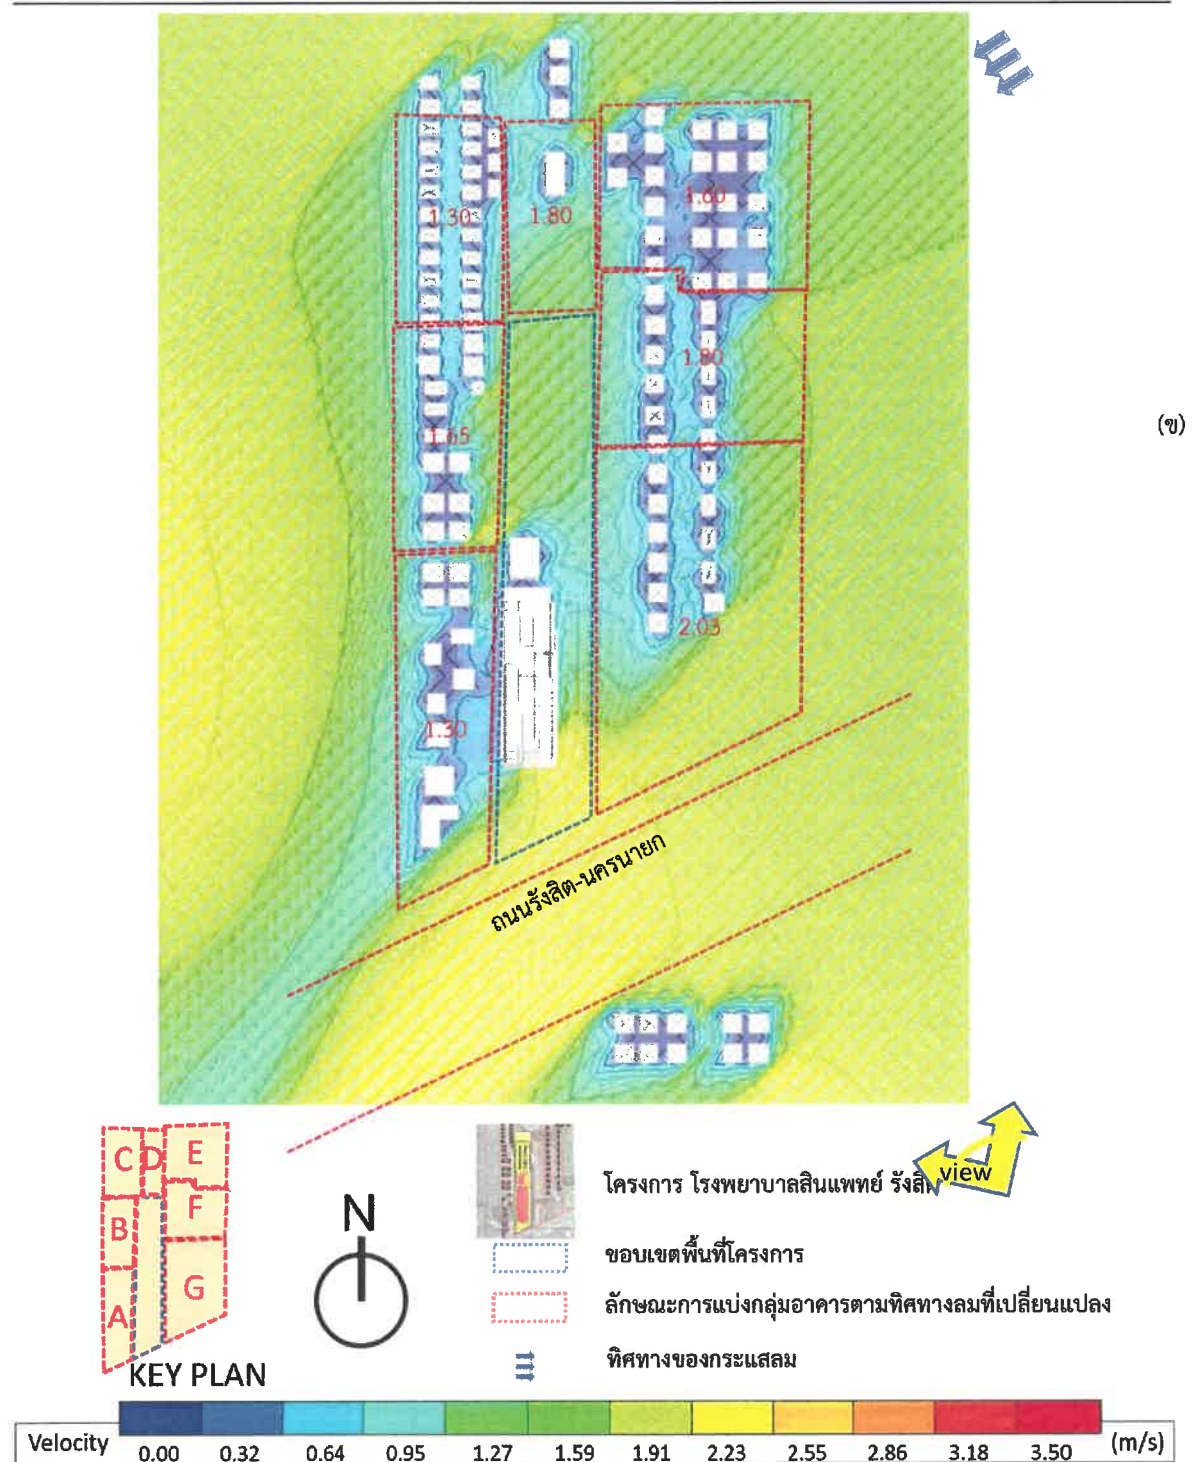 1.30
1.80
1.60
1.80
1.65
2.03
1.30
(ข)
ถนนรังสิต-นครนายก
C D E
B F
A G
KEY PLAN
N
โครงการ โรงพยาบาลสินแพทย์ รังสิต
view
ขอบเขตพื้นที่โครงการ
ลักษณะการแบ่งกลุ่มอาคารตามทิศทางลมที่เปลี่ยนแปลง
ทิศทางของกระแสลม
Velocity 0.00 0.32 0.64 0.95 1.27 1.59 1.91 2.23 2.55 2.86 3.18 3.50 (m/s)